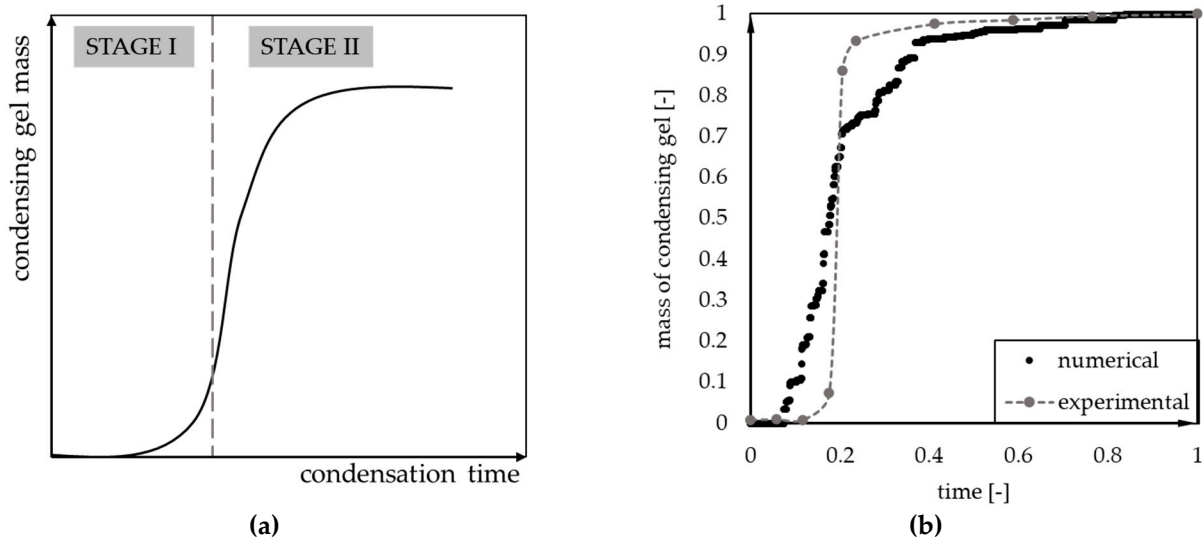 STAGE I
STAGE II
condensing gel mass
condensation time
(a)
1
0.9
0.8
0.7
0.6
0.5
0.4
0.3
0.2
0.1
0
mass of condensing gel [-]
numerical
experimental
0 0.2 0.4 0.6 0.8 1
time [-]
(b)